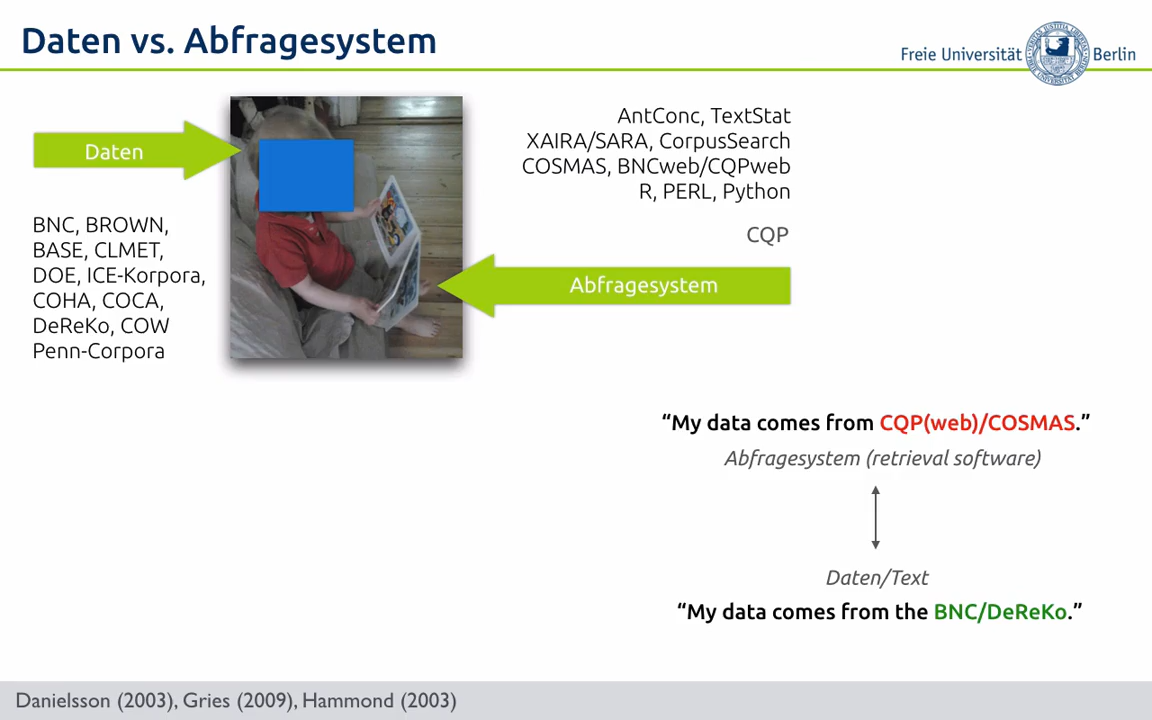 Daten vs. Abfragesystem
Freie Universität Berlin
Daten
BNC, BROWN,
BASE, CLMET,
DOE, ICE-Korpora,
COHA, COCA,
DeReKo, COW
Penn-Corpora
AntConc, TextStat
XAIRA/SARA, CorpusSearch
COSMAS, BNCweb/CQPweb
R, PERL, Python
CQP
Abfragesystem
“My data comes from CQP(web)/COSMAS.”
Abfragesystem (retrieval software)
Daten/Text
“My data comes from the BNC/DeReKo.”
Danielsson (2003), Gries (2009), Hammond (2003)